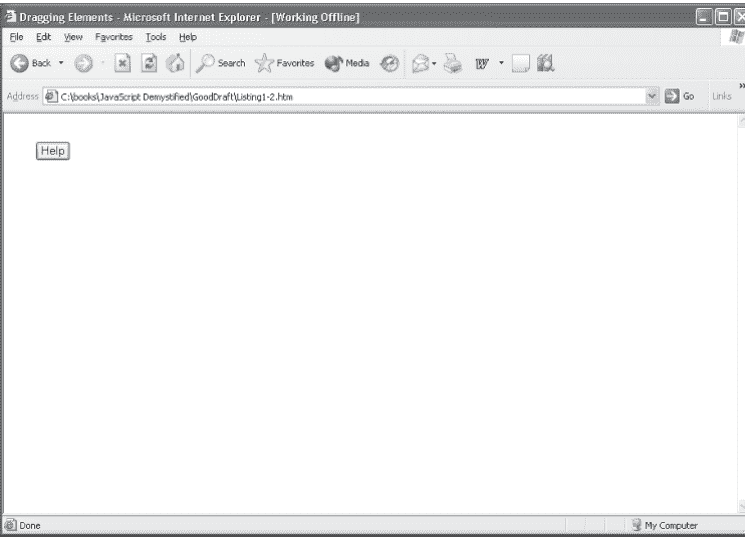 Dragging Elements - Microsoft Internet Explorer - [Working Offline]
File Edit View Favorites Tools Help
Back Search Favorites Media W
Address C:\books\JavaScript Demystified\GoodDraft\Listing1-2.htm Go Links »
Help
Done My Computer